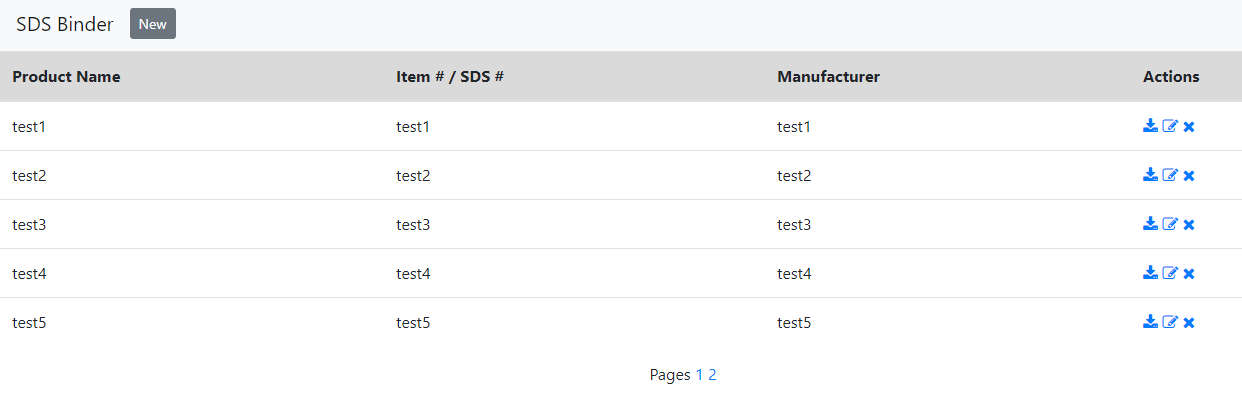 SDS Binder New
Product Name Item # / SDS # Manufacturer Actions
test1 test1 test1
test2 test2 test2
test3 test3 test3
test4 test4 test4
test5 test5 test5
Pages 1 2